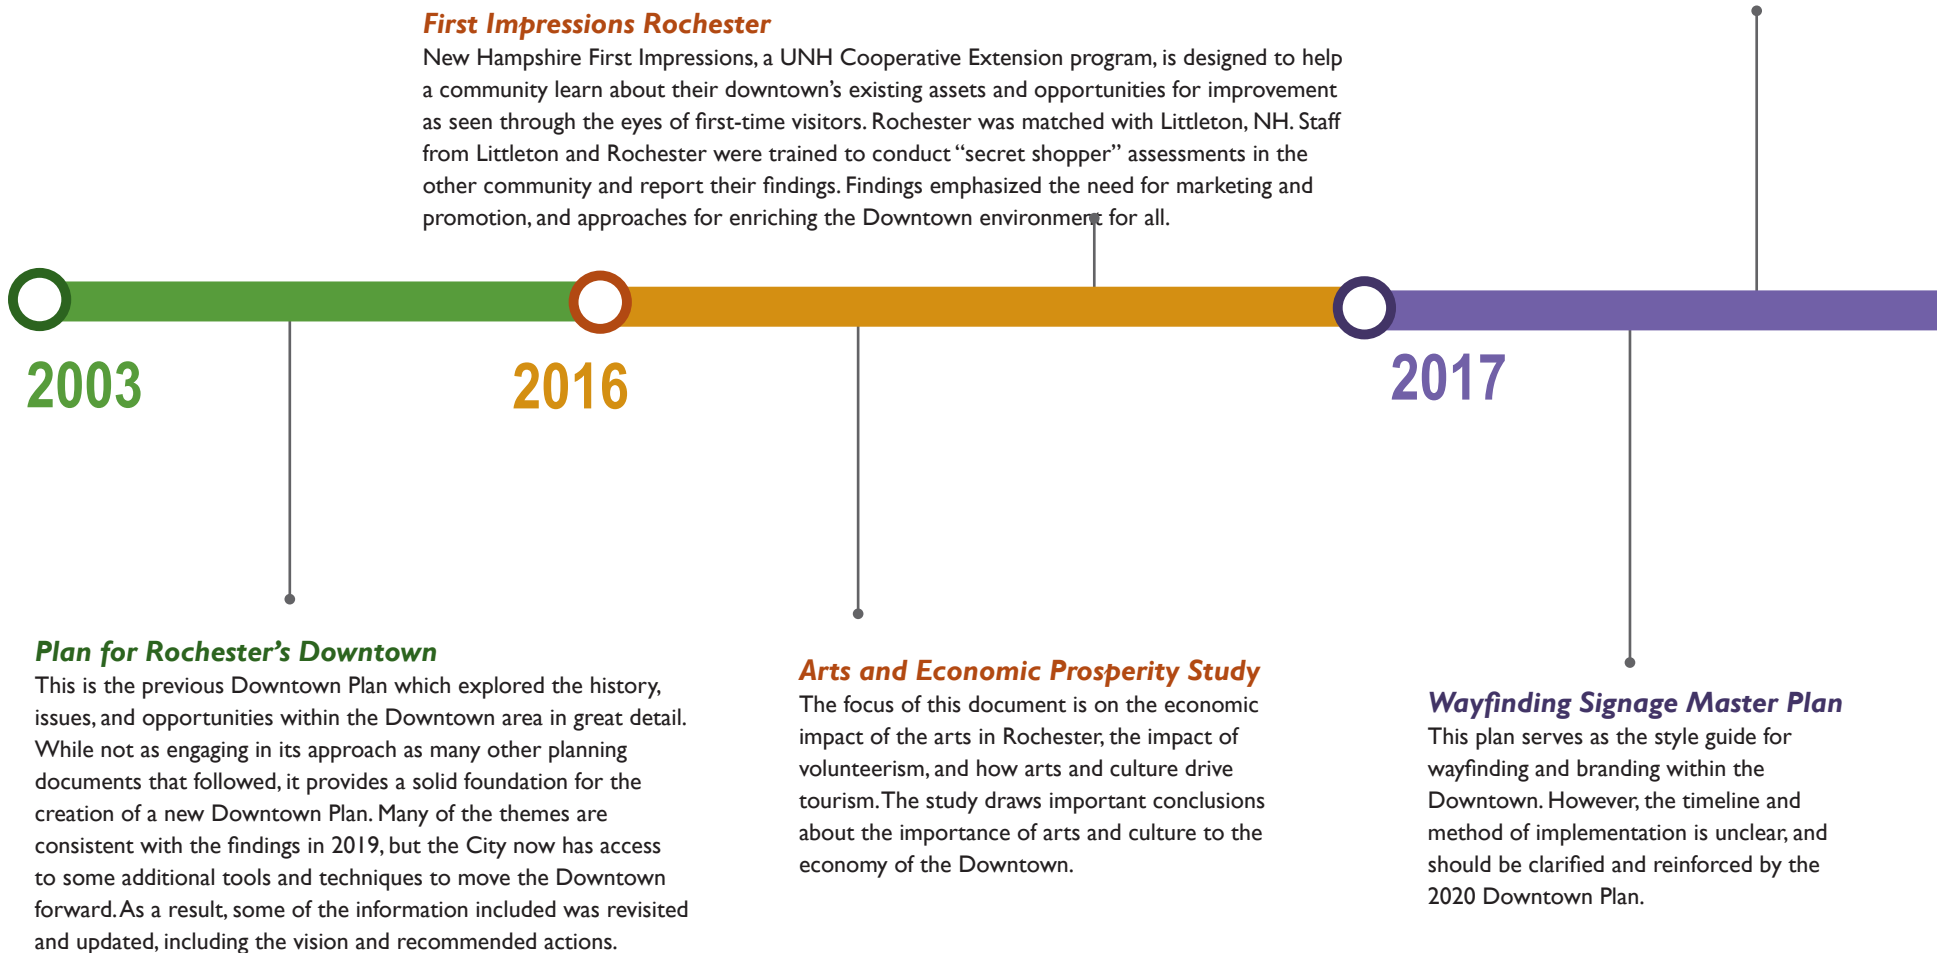 First Impressions Rochester
New Hampshire First Impressions, a UNH Cooperative Extension program, is designed to help
a community learn about their downtown’s existing assets and opportunities for improvement
as seen through the eyes of first-time visitors. Rochester was matched with Littleton, NH. Staff
from Littleton and Rochester were trained to conduct “secret shopper” assessments in the
other community and report their findings. Findings emphasized the need for marketing and
promotion, and approaches for enriching the Downtown environment for all.
2003
2016
2017
Plan for Rochester’s Downtown
This is the previous Downtown Plan which explored the history,
issues, and opportunities within the Downtown area in great detail.
While not as engaging in its approach as many other planning
documents that followed, it provides a solid foundation for the
creation of a new Downtown Plan. Many of the themes are
consistent with the findings in 2019, but the City now has access
to some additional tools and techniques to move the Downtown
forward. As a result, some of the information included was revisited
and updated, including the vision and recommended actions.
Arts and Economic Prosperity Study
The focus of this document is on the economic
impact of the arts in Rochester, the impact of
volunteerism, and how arts and culture drive
tourism. The study draws important conclusions
about the importance of arts and culture to the
economy of the Downtown.
Wayfinding Signage Master Plan
This plan serves as the style guide for
wayfinding and branding within the
Downtown. However, the timeline and
method of implementation is unclear, and
should be clarified and reinforced by the
2020 Downtown Plan.